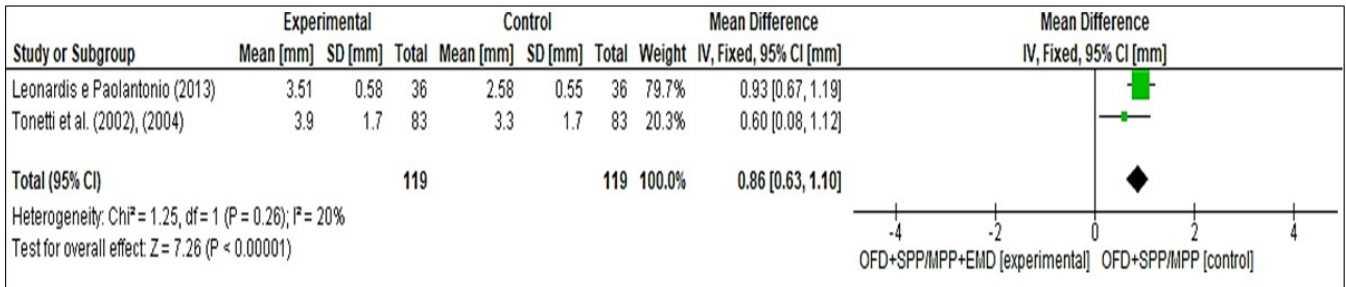 Experimental Control Mean Difference Mean Difference
Study or Subgroup Mean [mm] SD [mm] Total Mean [mm] SD [mm] Total Weight IV, Fixed, 95% CI [mm] IV, Fixed, 95% CI [mm]
Leonardis e Paolantonio (2013) 3.51 0.58 36 2.58 0.55 36 79.7% 0.93 [0.67, 1.19]
Tonetti et al. (2002), (2004) 3.9 1.7 83 3.3 1.7 83 20.3% 0.60 [0.08, 1.12]
Total (95% CI) 119 119 100.0% 0.86 [0.63, 1.10]
Heterogeneity: Chi² = 1.25, df = 1 (P = 0.26); I² = 20%
Test for overall effect: Z = 7.26 (P < 0.00001)
-4 -2 0 2 4
OFD+SPP/MPP+EMD [experimental] OFD+SPP/MPP [control]